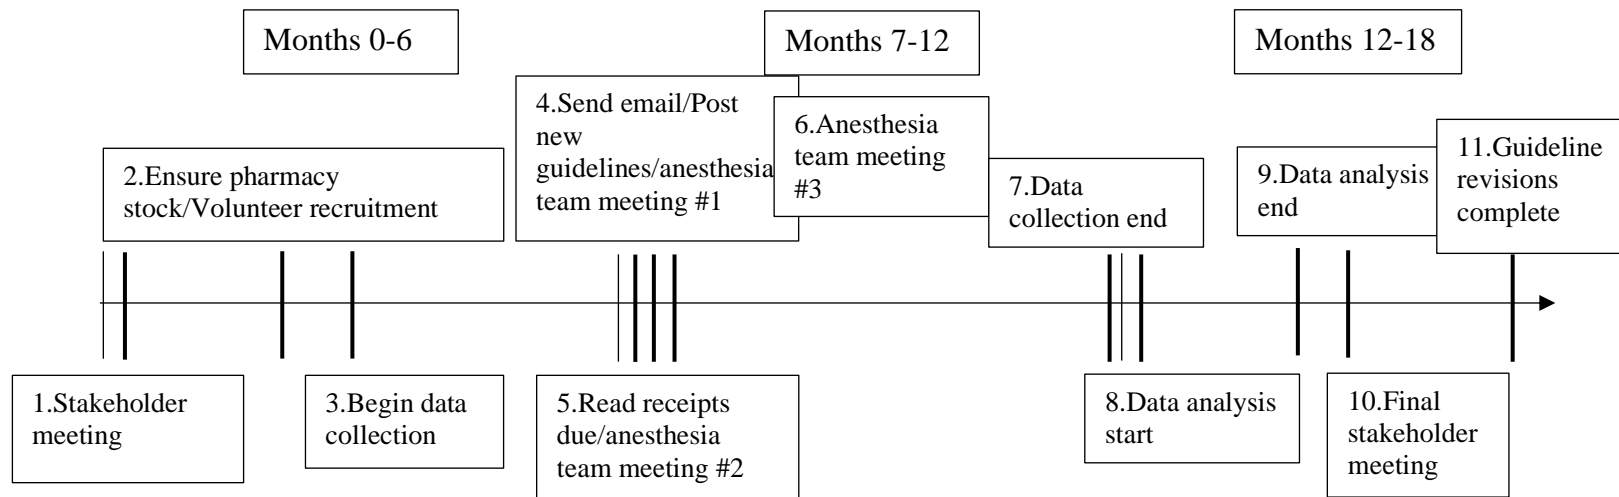 Months 0-6
Months 7-12
Months 12-18
2.Ensure pharmacy
stock/Volunteer recruitment
4.Send email/Post
new
guidelines/anesthesia
team meeting #1
6.Anesthesia
team meeting
#3
7.Data
collection end
9.Data analysis
end
11.Guideline
revisions
complete
1.Stakeholder
meeting
3.Begin data
collection
5.Read receipts
due/anesthesia
team meeting #2
8.Data analysis
start
10.Final
stakeholder
meeting